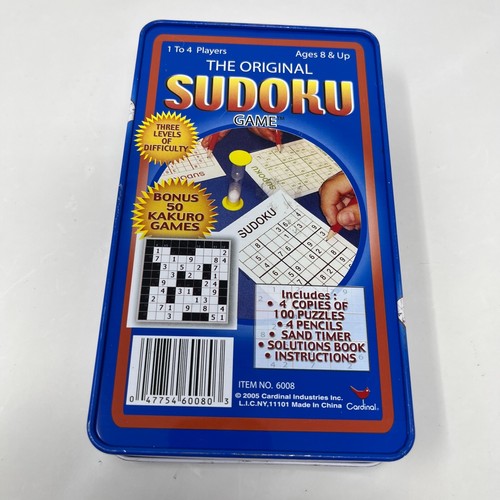 1 To 4 Players
Ages 8 & Up
THE ORIGINAL
SUDOKU
GAME™
THREE
LEVELS
OF
DIFFICULTY
BONUS
50
KAKURO
GAMES
SUDOKU
Includes:
• 4 COPIES OF
100 PUZZLES
• 4 PENCILS
• SAND TIMER
• SOLUTIONS BOOK
• INSTRUCTIONS
ITEM NO. 6008
© 2005 Cardinal Industries Inc.
L.I.C.NY,11101 Made In China
Cardinal
0 47754 60080 3